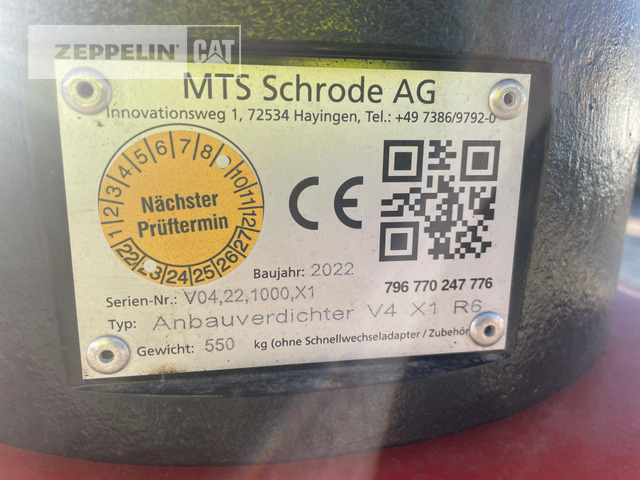 ZEPPELIN CAT
MTS Schrode AG
Innovationsweg 1, 72534 Hayingen, Tel.: +49 7386/9792-0
1 2 3 4 5 6 7 8 10 11 12
Nächster
Prüftermin
22 23 24 25 26 27
CE
Baujahr: 2022
796 770 247 776
Serien-Nr.: V04,22,1000,X1
Typ: Anbauverdichter V4 X1 R6
Gewicht: 550 kg (ohne Schnellwechseladapter / Zubehör